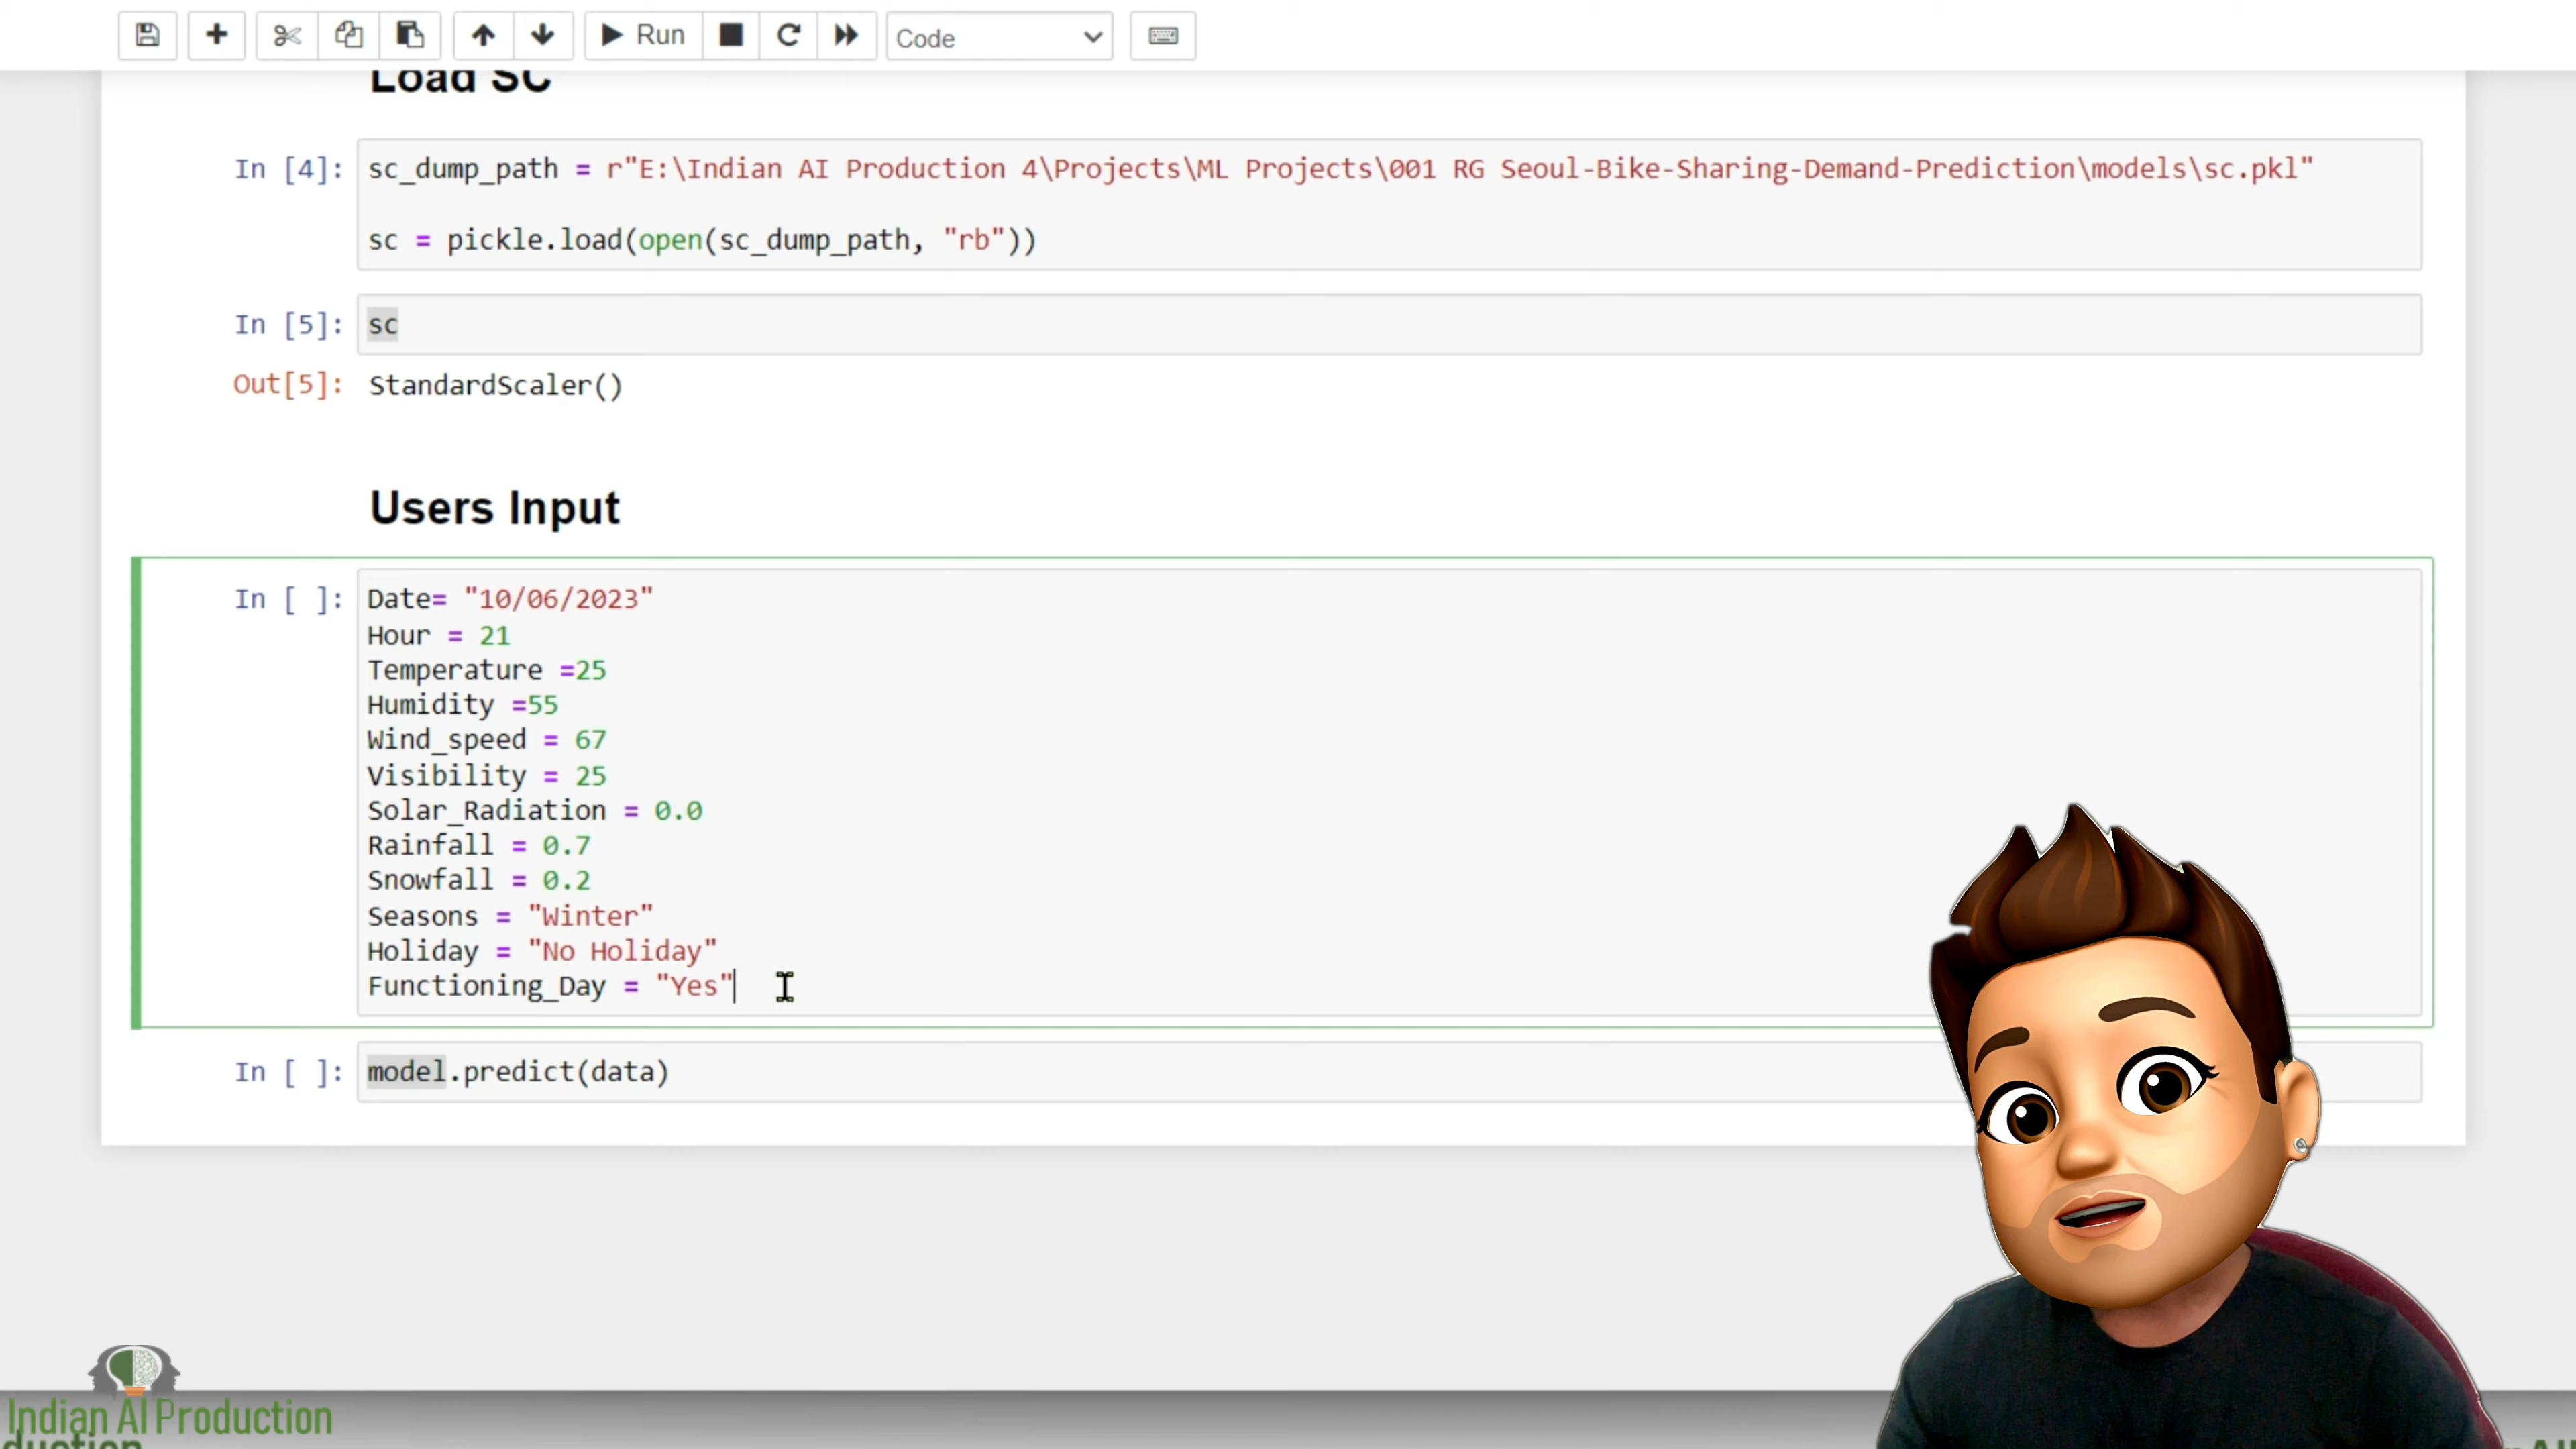 Run
Code
Load SC
In [4]:
sc_dump_path = r"E:\Indian AI Production 4\Projects\ML Projects\001 RG Seoul-Bike-Sharing-Demand-Prediction\models\sc.pkl"
sc = pickle.load(open(sc_dump_path, "rb"))
In [5]:
sc
Out[5]:
StandardScaler()
Users Input
In [ ]:
Date= "10/06/2023"
Hour = 21
Temperature =25
Humidity =55
Wind_speed = 67
Visibility = 25
Solar_Radiation = 0.0
Rainfall = 0.7
Snowfall = 0.2
Seasons = "Winter"
Holiday = "No Holiday"
Functioning_Day = "Yes"
In [ ]:
model.predict(data)
Indian AI Production